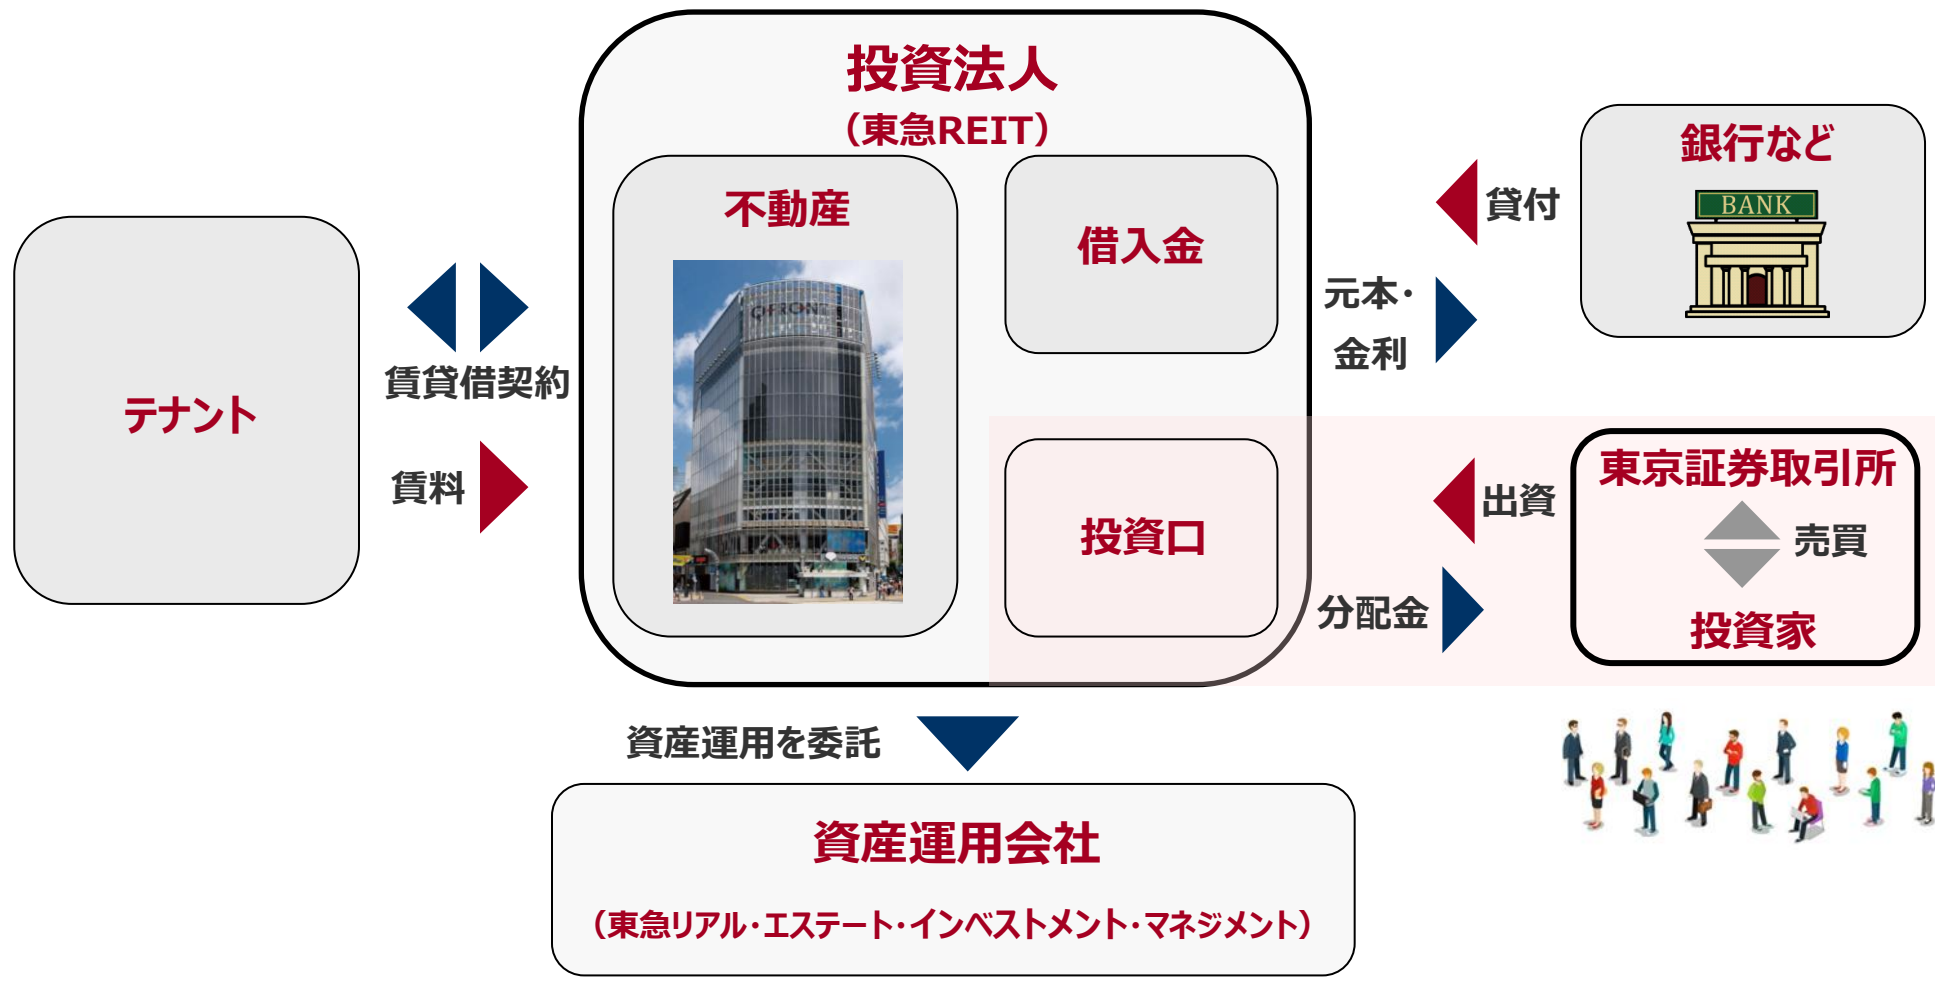 投資法人
（東急REIT）
不動産
QFRONT
借入金
投資口
テナント
賃貸借契約
賃料
貸付
元本・
金利
銀行など
BANK
出資
分配金
東京証券取引所
売買
投資家
資産運用を委託
資産運用会社
（東急リアル・エステート・インベストメント・マネジメント）